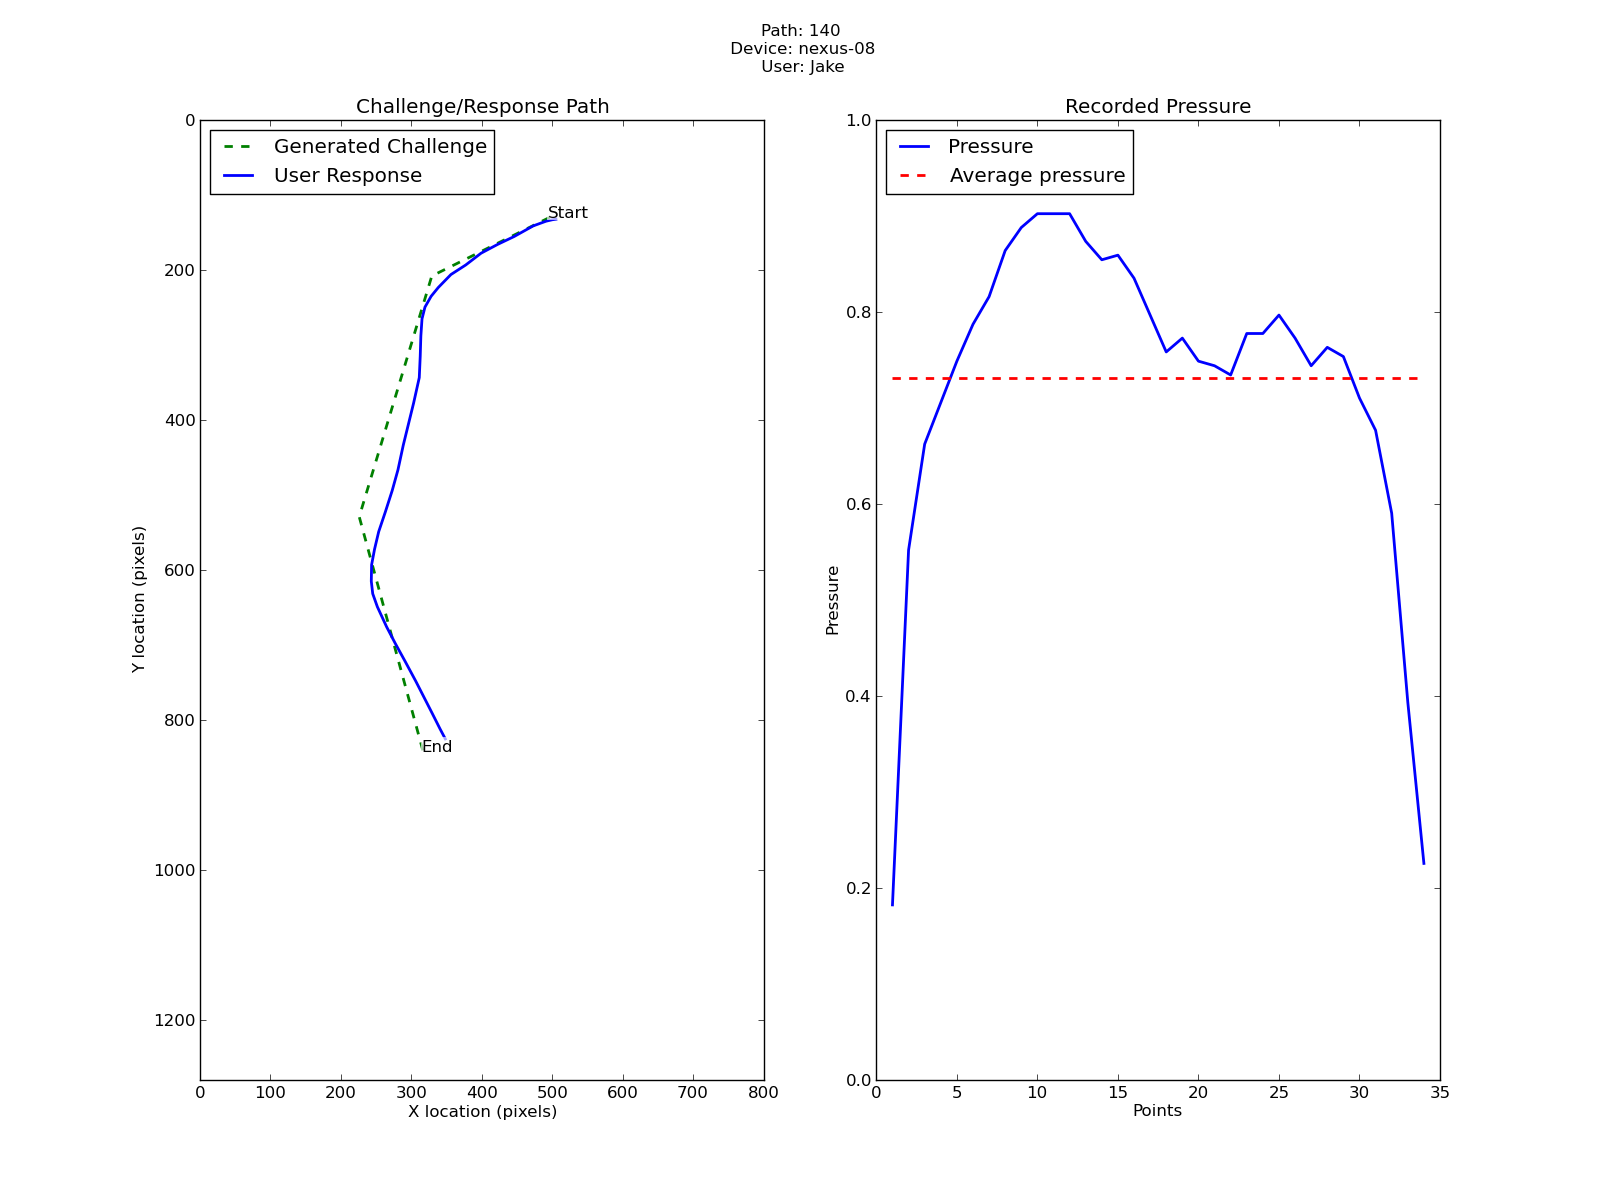 Path: 140
Device: nexus-08
User: Jake
Challenge/Response Path
Generated Challenge
User Response
Start
End
0
200
400
600
800
1000
1200
Y location (pixels)
0 100 200 300 400 500 600 700 800
X location (pixels)
Recorded Pressure
Pressure
Average pressure
1.0
0.8
0.6
0.4
0.2
0.0
Pressure
0 5 10 15 20 25 30 35
Points